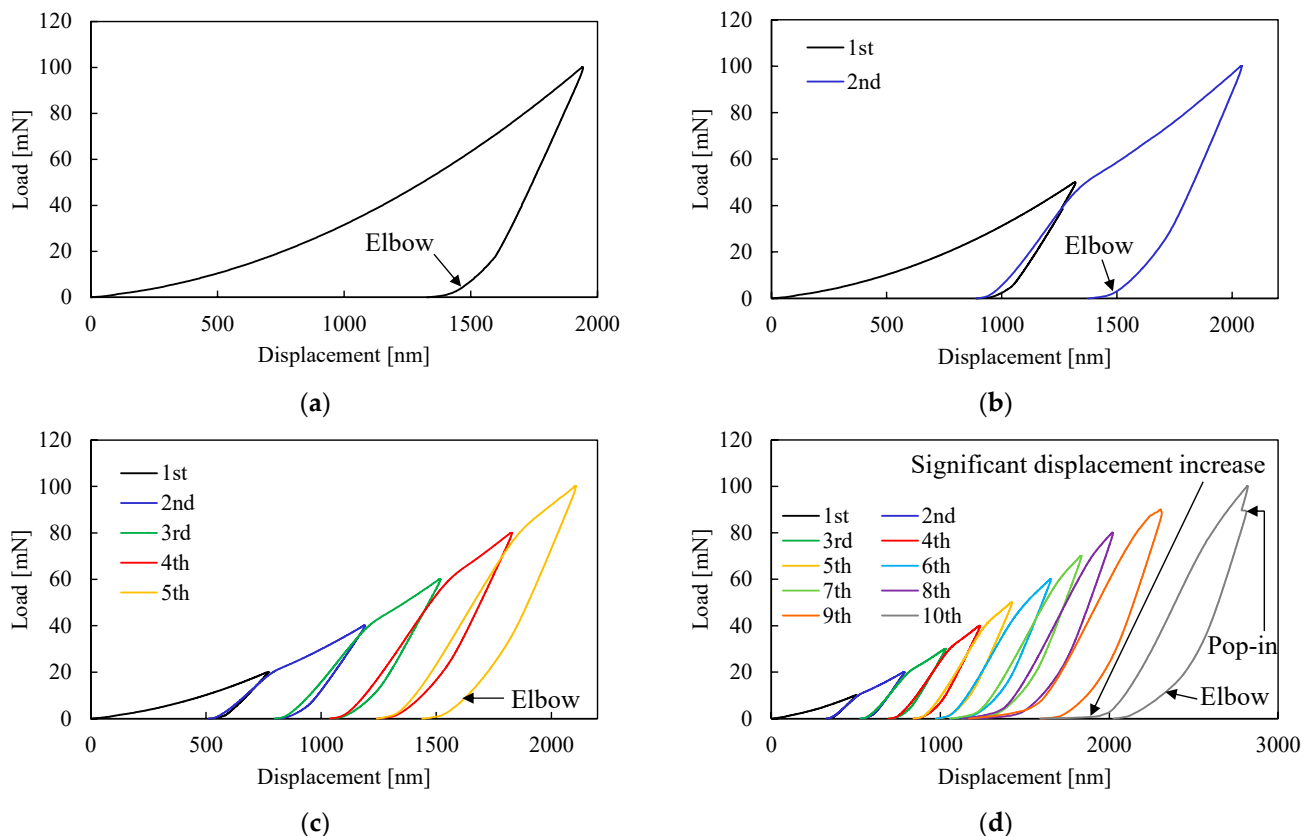 120
100
80
60
40
20
0
Load [mN]
Elbow
0 500 1000 1500 2000
Displacement [nm]
(a)
120
100
80
60
40
20
0
Load [mN]
1st
2nd
Elbow
0 500 1000 1500 2000
Displacement [nm]
(b)
120
100
80
60
40
20
0
Load [mN]
1st
2nd
3rd
4th
5th
Elbow
0 500 1000 1500 2000
Displacement [nm]
(c)
120
100
80
60
40
20
0
Load [mN]
Significant displacement increase
1st 2nd
3rd 4th
5th 6th
7th 8th
9th 10th
Pop-in
Elbow
0 1000 2000 3000
Displacement [nm]
(d)